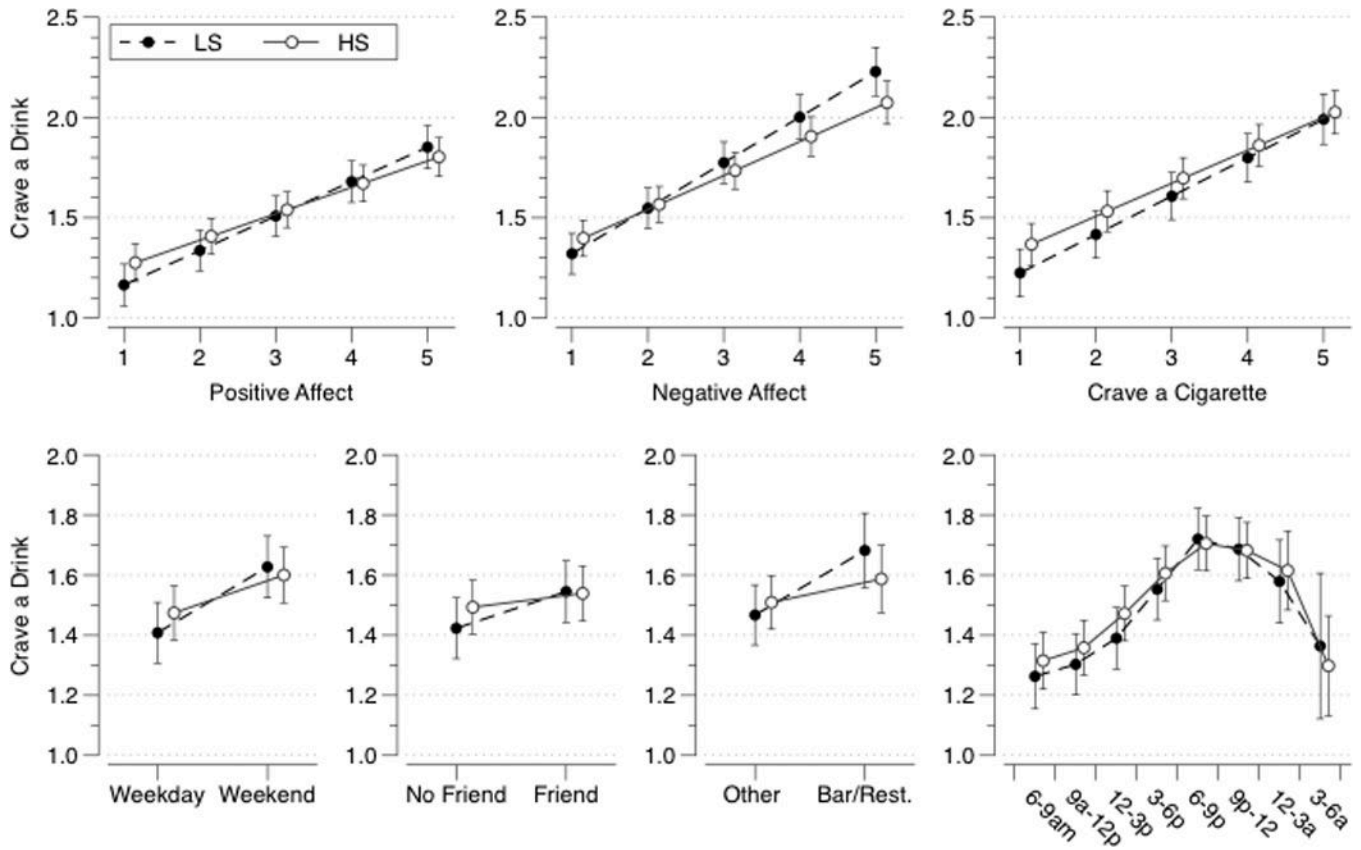 LS HS
Crave a Drink
2.5
2.0
1.5
1.0
1 2 3 4 5
Positive Affect
2.5
2.0
1.5
1.0
1 2 3 4 5
Negative Affect
2.5
2.0
1.5
1.0
1 2 3 4 5
Crave a Cigarette
Crave a Drink
2.0
1.8
1.6
1.4
1.2
1.0
Weekday Weekend
2.0
1.8
1.6
1.4
1.2
1.0
No Friend Friend
2.0
1.8
1.6
1.4
1.2
1.0
Other Bar/Rest.
2.0
1.8
1.6
1.4
1.2
1.0
6-9am 9a-12p 12-3p 3-6p 6-9p 9p-12 12-3a 3-6a